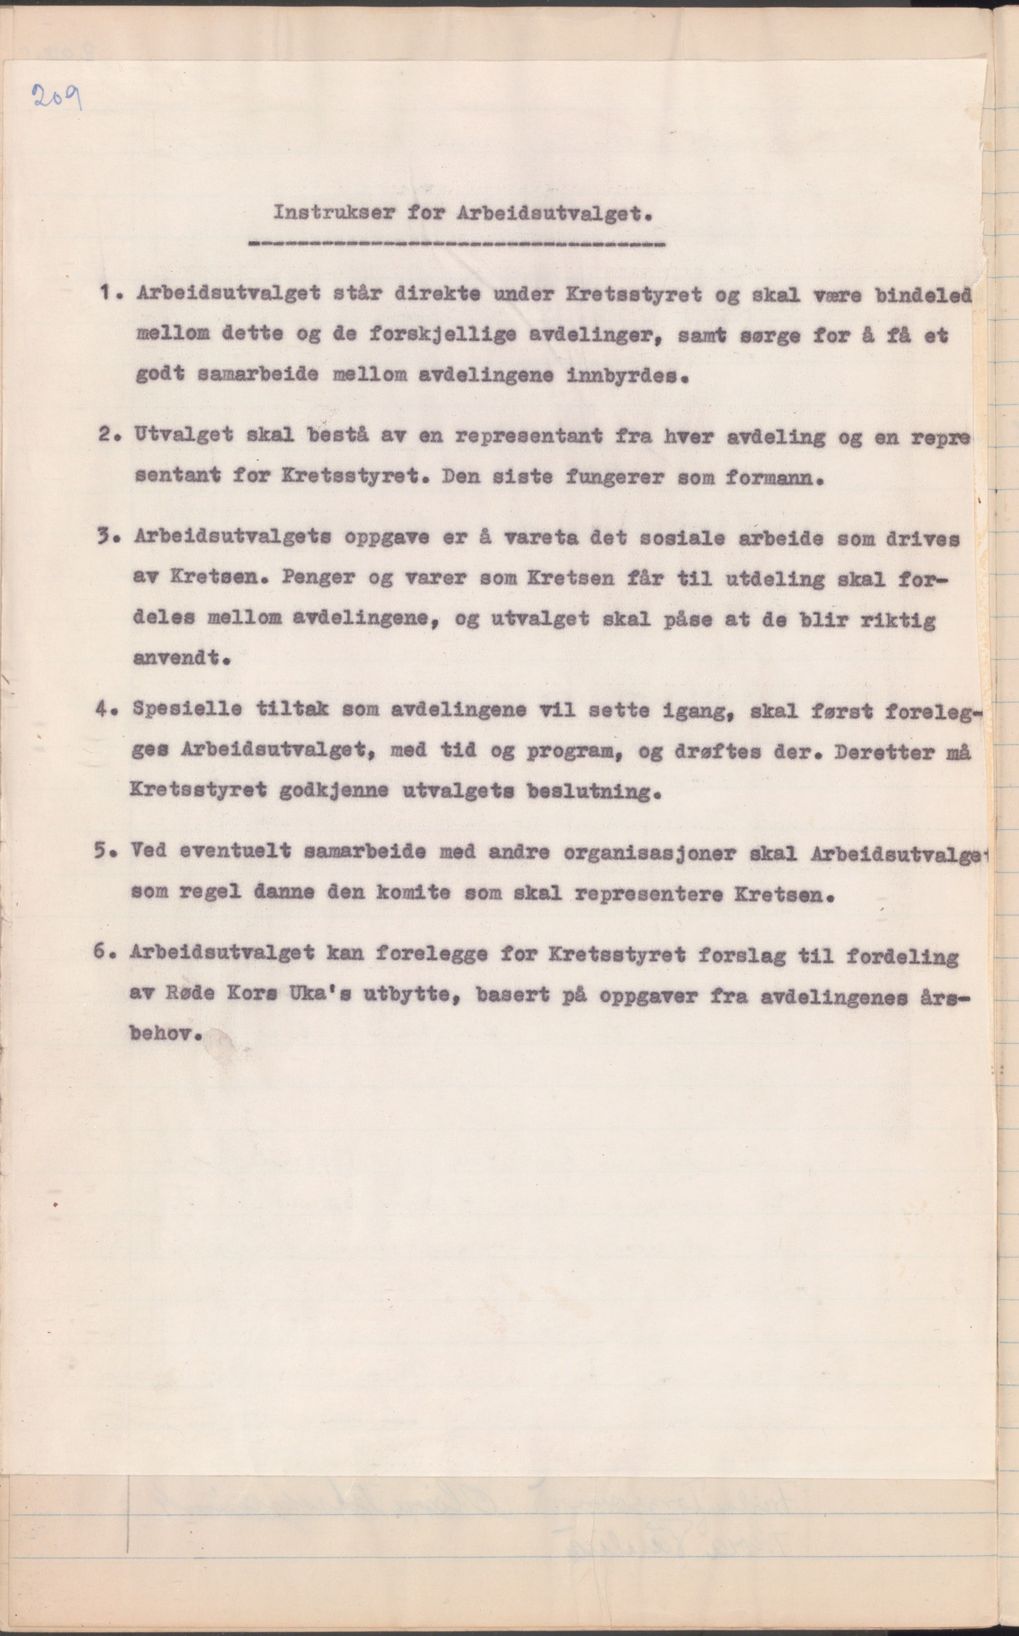 209
Instrukser for Arbeidsutvalget.
1. Arbeidsutvalget står direkte under Kretsstyret og skal være bindeled
mellom dette og de forskjellige avdelinger, samt sørge for å få et
godt samarbeide mellom avdelingene innbyrdes.
2. Utvalget skal bestå av en representant fra hver avdeling og en repre
sentant for Kretsstyret. Den siste fungerer som formann.
3. Arbeidsutvalgets oppgave er å vareta det sosiale arbeide som drives
av Kretsen. Penger og varer som Kretsen får til utdeling skal for-
deles mellom avdelingene, og utvalget skal påse at de blir riktig
anvendt.
4. Spesielle tiltak som avdelingene vil sette igang, skal først foreleg-
ges Arbeidsutvalget, med tid og program, og drøftes der. Deretter må
Kretsstyret godkjenne utvalgets beslutning.
5. Ved eventuelt samarbeide med andre organisasjoner skal Arbeidsutvalget
som regel danne den komite som skal representere Kretsen.
6. Arbeidsutvalget kan forelegge for Kretsstyret forslag til fordeling
av Røde Kors Uka's utbytte, basert på oppgaver fra avdelingenes års-
behov.